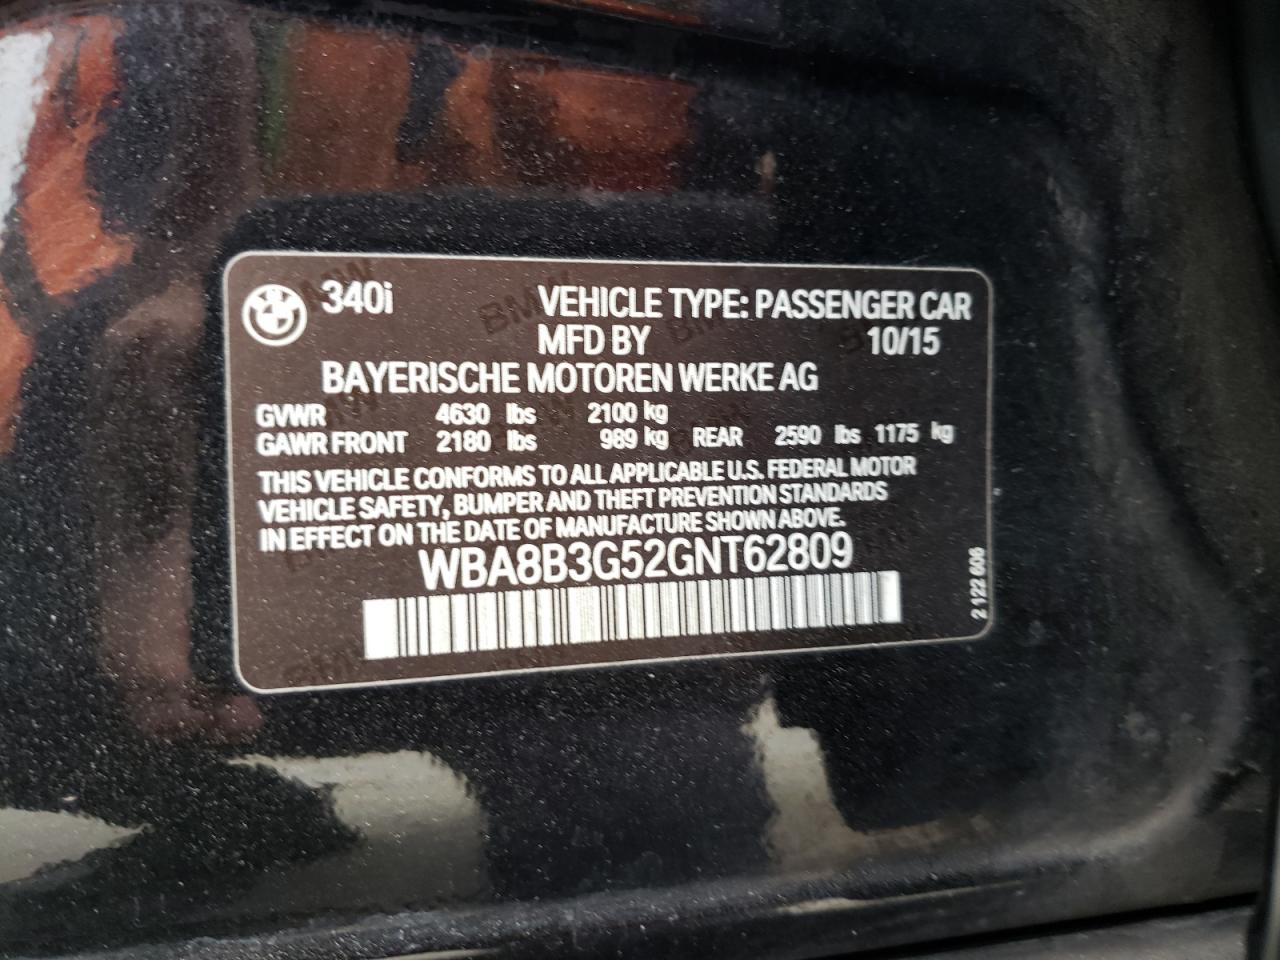 340i VEHICLE TYPE: PASSENGER CAR
MFD BY 10/15
BAYERISCHE MOTOREN WERKE AG
GVWR 4630 lbs 2100 kg
GAWR FRONT 2180 lbs 989 kg REAR 2590 lbs 1175 kg
THIS VEHICLE CONFORMS TO ALL APPLICABLE U.S. FEDERAL MOTOR
VEHICLE SAFETY, BUMPER AND THEFT PREVENTION STANDARDS
IN EFFECT ON THE DATE OF MANUFACTURE SHOWN ABOVE.
WBA8B3G52GNT62809
2 122 606